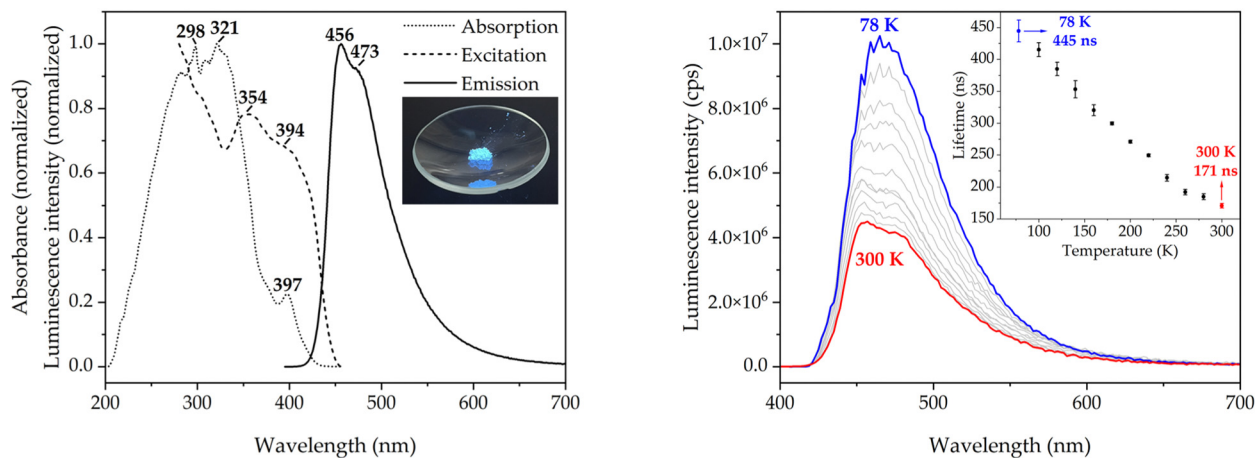 Absorbance (normalized)
Luminescence intensity (normalized)
1.0
0.8
0.6
0.4
0.2
0.0
298
321
354
394
397
456
473
Absorption
Excitation
Emission
200
300
400
500
600
700
Wavelength (nm)
Luminescence intensity (cps)
1.0×10⁷
8.0×10⁶
6.0×10⁶
4.0×10⁶
2.0×10⁶
0.0
78 K
300 K
400
500
600
700
Wavelength (nm)
Lifetime (ns)
450
400
350
300
250
200
150
78 K
445 ns
300 K
171 ns
100
150
200
250
300
Temperature (K)